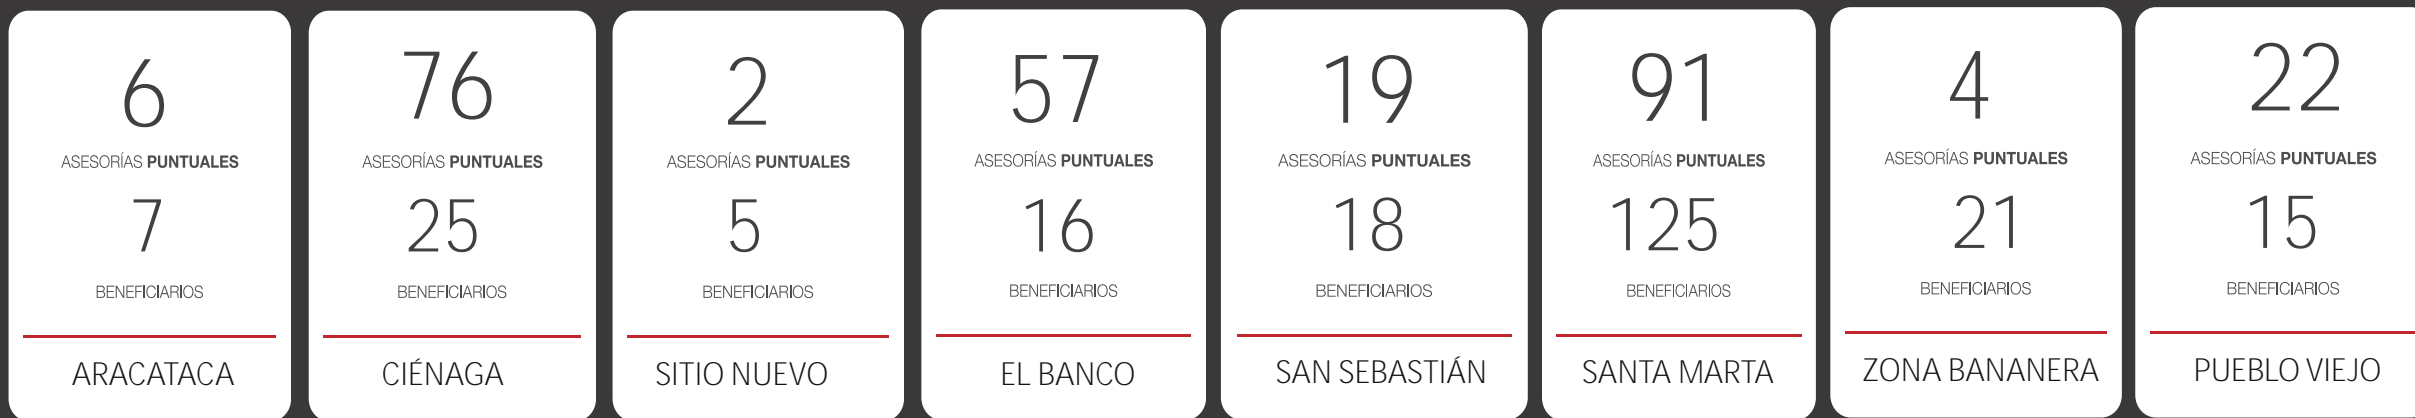 6
ASESORÍAS PUNTUALES
7
BENEFICIARIOS
ARACATACA
76
ASESORÍAS PUNTUALES
25
BENEFICIARIOS
CIÉNAGA
2
ASESORÍAS PUNTUALES
5
BENEFICIARIOS
SITIO NUEVO
57
ASESORÍAS PUNTUALES
16
BENEFICIARIOS
EL BANCO
19
ASESORÍAS PUNTUALES
18
BENEFICIARIOS
SAN SEBASTIÁN
91
ASESORÍAS PUNTUALES
125
BENEFICIARIOS
SANTA MARTA
4
ASESORÍAS PUNTUALES
21
BENEFICIARIOS
ZONA BANANERA
22
ASESORÍAS PUNTUALES
15
BENEFICIARIOS
PUEBLO VIEJO